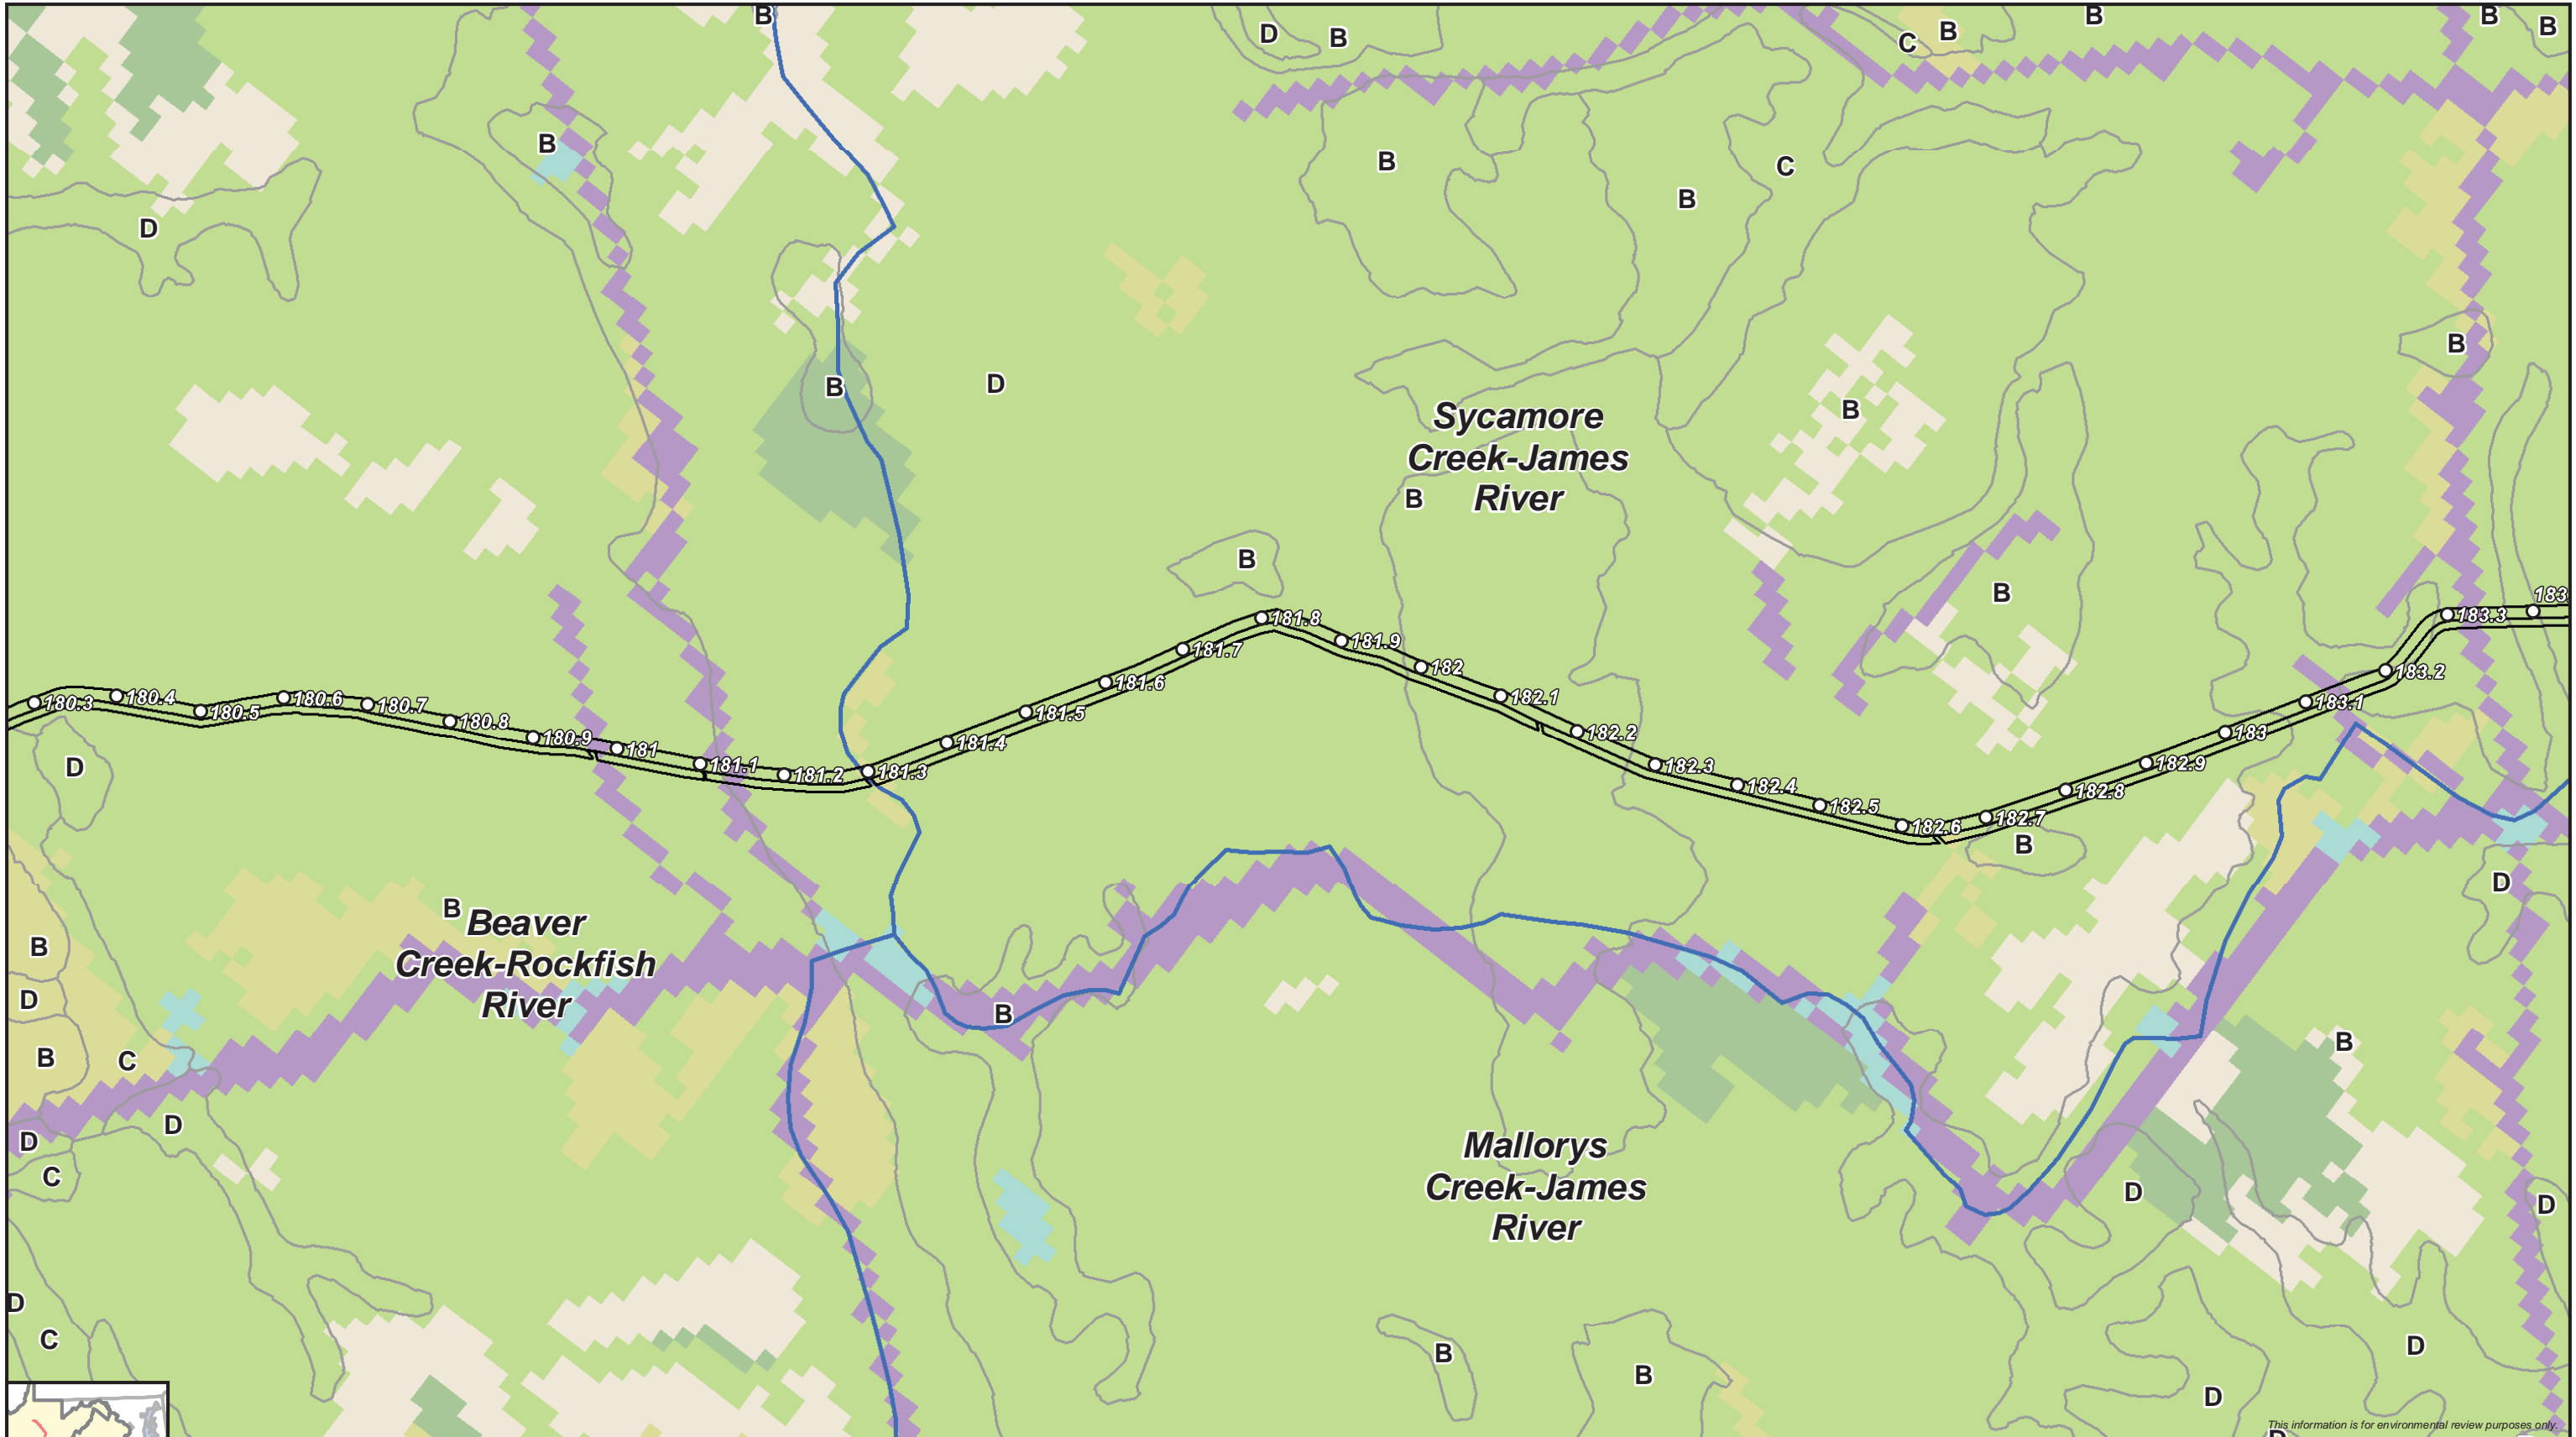 B
D
B
C
B
B
B
B
B
B
B
C
B
D
B
B
D
B
B
Sycamore
Creek-James
River
B
B
B
183
183.3
181.8
181.9
181.7
182
183.2
181.6
180.3
180.4
180.5
180.6
180.7
182.1
183.1
181.5
180.8
180.9
181
181.4
182.2
183
D
181.1
181.2
181.3
182.3
182.9
182.4
182.8
182.5
182.6
182.7
B
D
B
Beaver
Creek-Rockfish
River
B
D
B
B
C
B
D
D
C
Mallorys
Creek-James
River
D
D
D
C
B
B
D
D
This information is for environmental review purposes only.
D